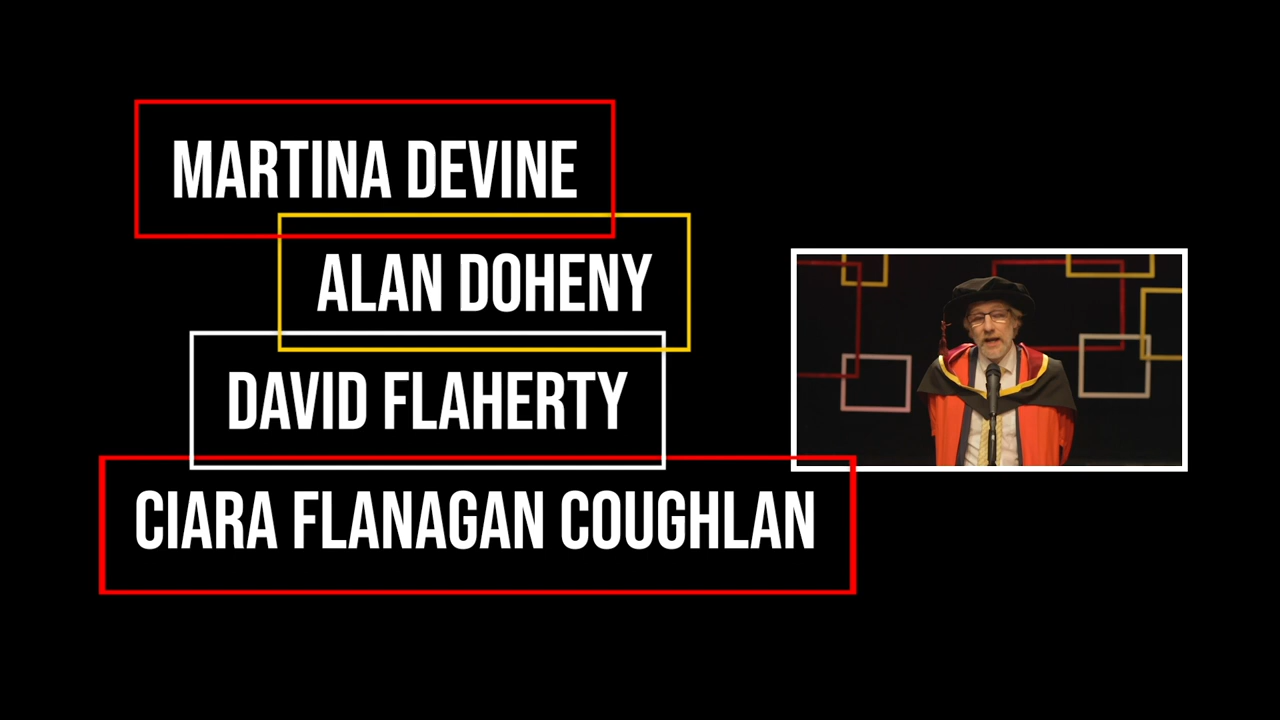 MARTINA DEVINE
ALAN DOHENY
DAVID FLAHERTY
CIARA FLANAGAN COUGHLAN